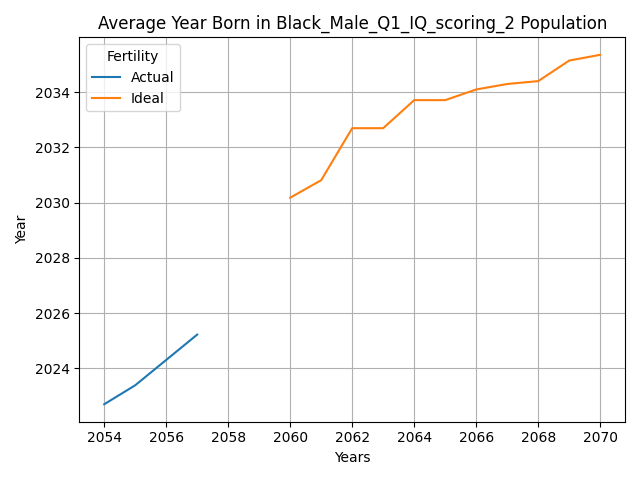 Average Year Born in Black_Male_Q1_IQ_scoring_2 Population
Fertility
Actual
Ideal
Year
2034
2032
2030
2028
2026
2024
2054 2056 2058 2060 2062 2064 2066 2068 2070
Years